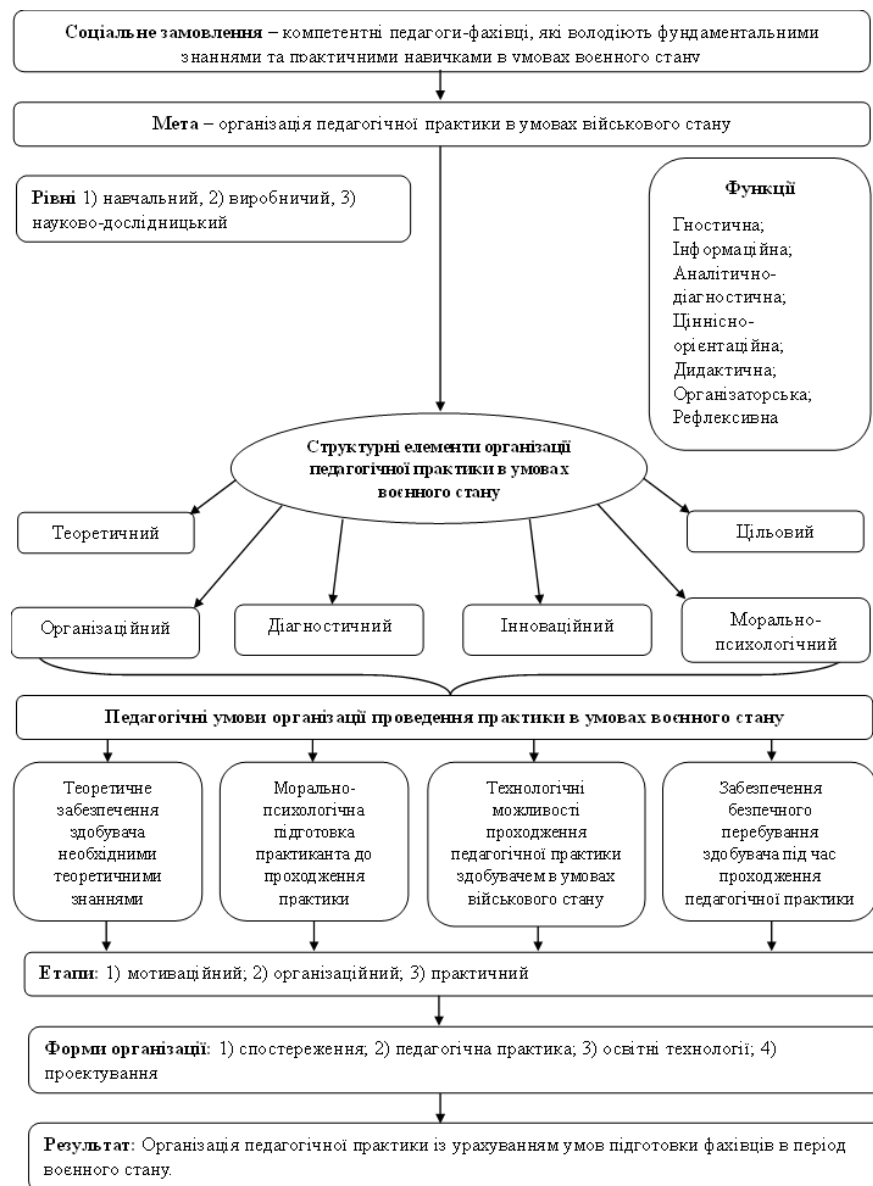 Соціальне замовлення – компетентні педагоги-фахівці, які володіють фундаментальними
знаннями та практичними навичками в умовах воєнного стану
Мета – організація педагогічної практики в умовах військового стану
Рівні 1) навчальний, 2) виробничий, 3)
науково-дослідницький
Функції
Гностична;
Інформаційна;
Аналітично-
діагностична;
Ціннісно-
орієнтаційна;
Дидактична;
Організаторська;
Рефлексивна
Структурні елементи організації
педагогічної практики в умовах
воєнного стану
Теоретичний
Цільовий
Організаційний
Діагностичний
Інноваційний
Морально-
психологічний
Педагогічні умови організації проведення практики в умовах воєнного стану
Теоретичне
забезпечення
здобувача
необхідними
теоретичними
знаннями
Морально-
психологічна
підготовка
практиканта до
проходження
практики
Технологічні
можливості
проходження
педагогічної практики
здобувачем в умовах
військового стану
Забезпечення
безпечного
перебування
здобувача під час
проходження
педагогічної практики
Етапи: 1) мотиваційний; 2) організаційний; 3) практичний
Форми організації: 1) спостереження; 2) педагогічна практика; 3) освітні технології; 4)
проектування
Результат: Організація педагогічної практики із урахуванням умов підготовки фахівців в період
воєнного стану.